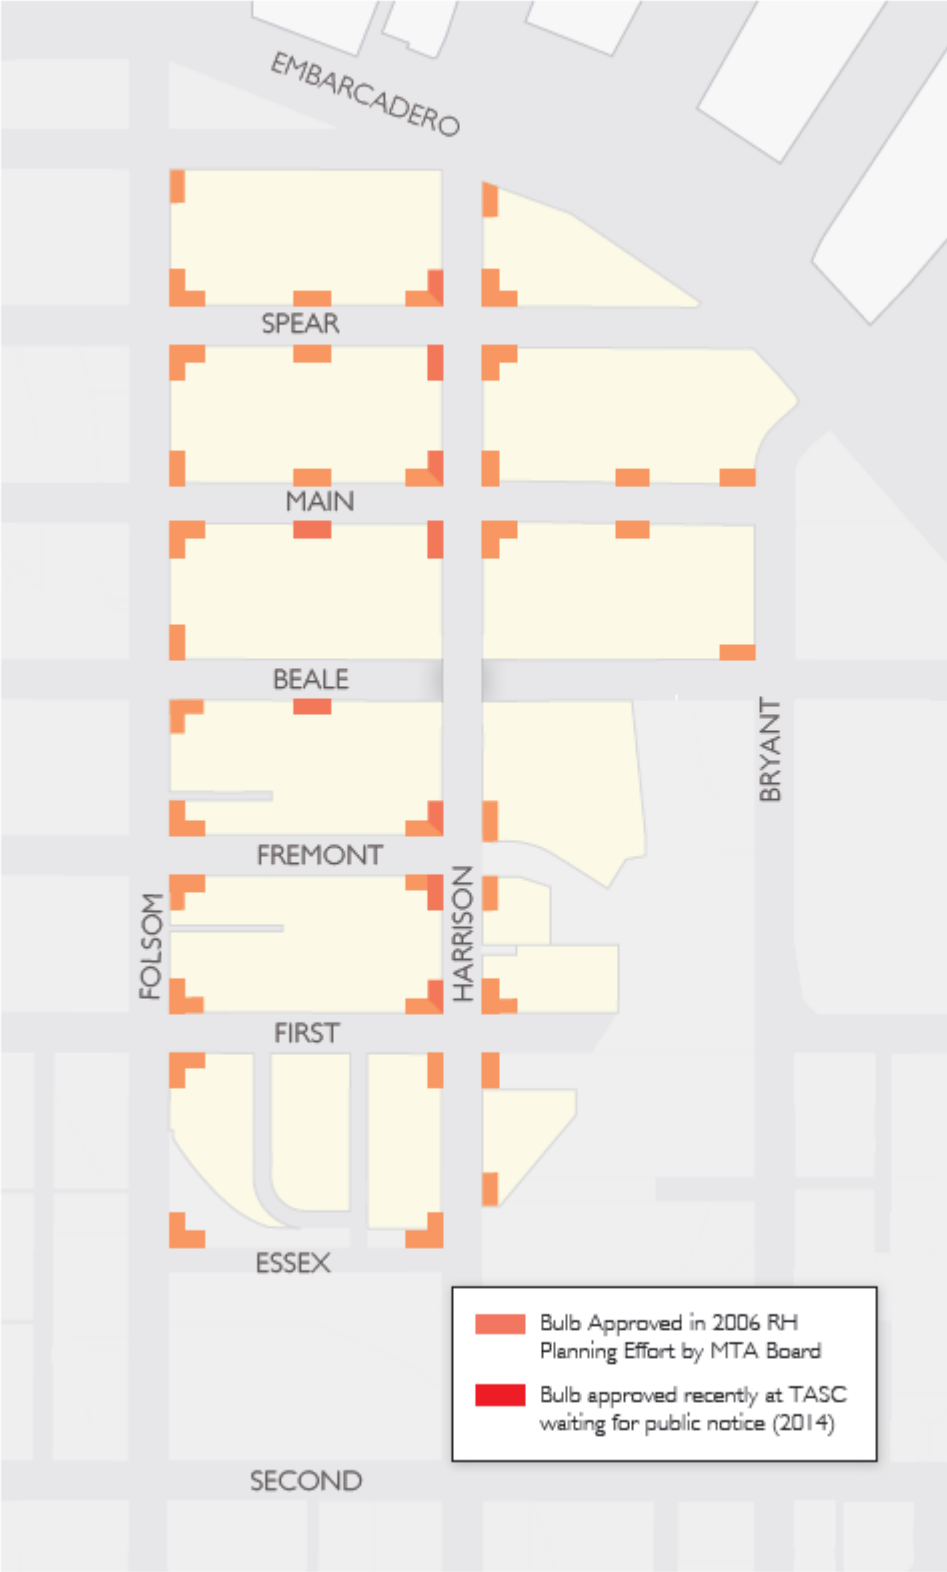 EMBARCADERO
SPEAR
MAIN
BEALE
BRYANT
FREMONT
FOLSOM
HARRISON
FIRST
ESSEX
Bulb Approved in 2006 RH
Planning Effort by MTA Board
Bulb approved recently at TASC
waiting for public notice (2014)
SECOND